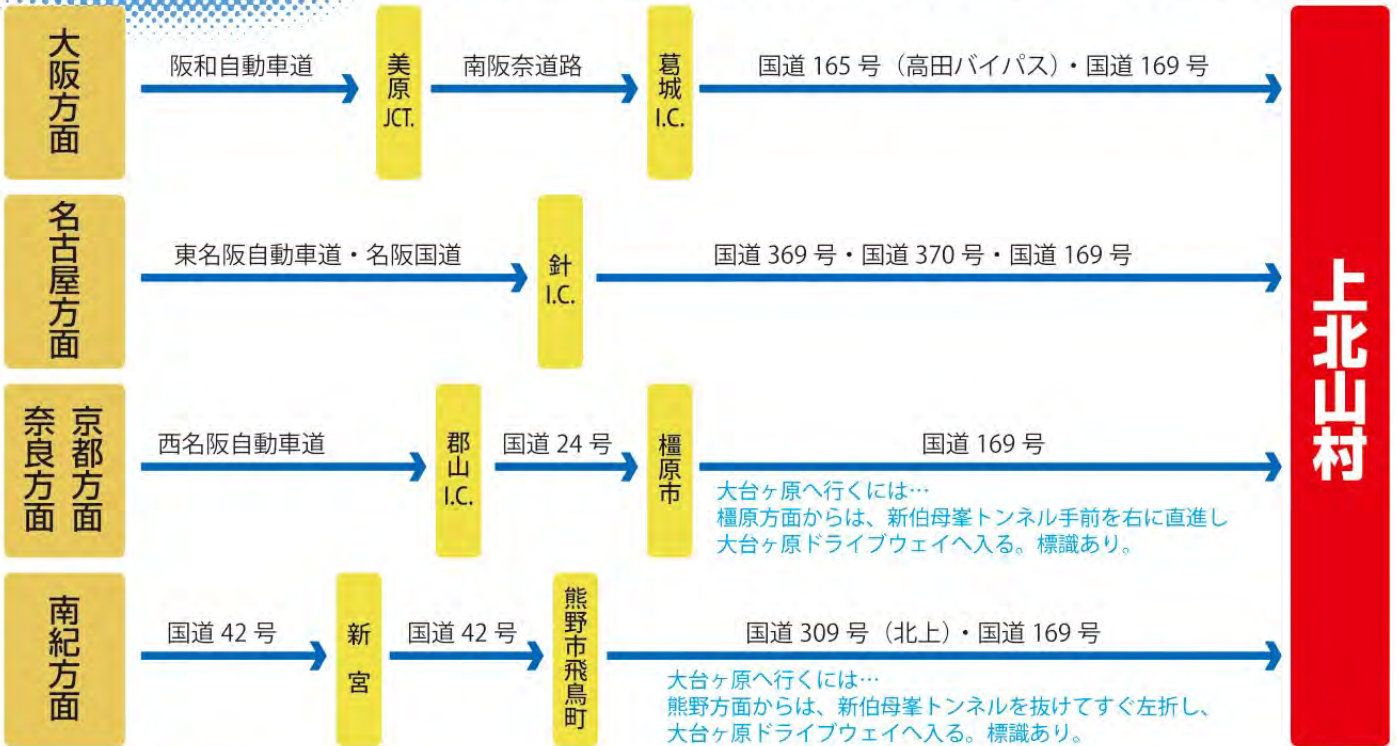 大阪方面
阪和自動車道
美原JCT.
南阪奈道路
葛城I.C.
国道 165 号（高田バイパス）・国道 169 号
名古屋方面
東名阪自動車道・名阪国道
針I.C.
国道 369 号・国道 370 号・国道 169 号
京都方面
奈良方面
西名阪自動車道
郡山I.C.
国道 24 号
橿原市
国道 169 号
大台ヶ原へ行くには…
橿原方面からは、新伯母峯トンネル手前を右に直進し
大台ヶ原ドライブウェイへ入る。標識あり。
南紀方面
国道 42 号
新宮
国道 42 号
熊野市飛鳥町
国道 309 号（北上）・国道 169 号
大台ヶ原へ行くには…
熊野方面からは、新伯母峯トンネルを抜けてすぐ左折し、
大台ヶ原ドライブウェイへ入る。標識あり。
上北山村